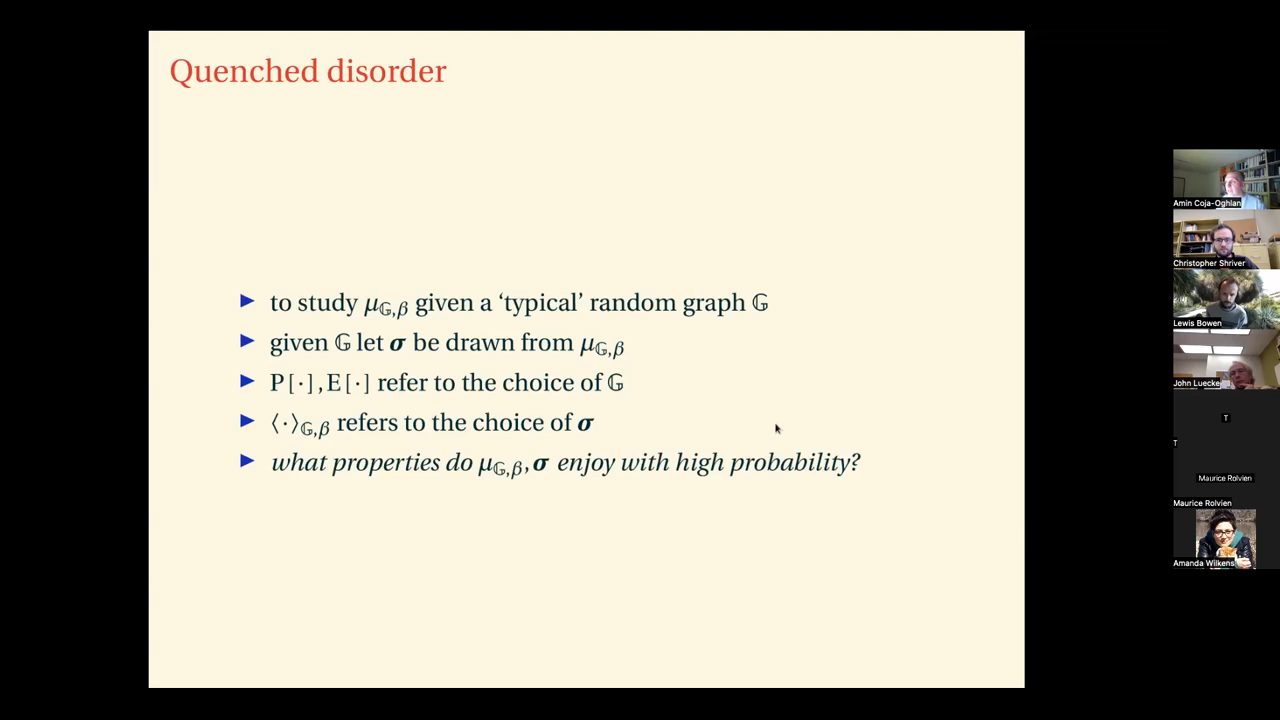 Quenched disorder
▶ to study μ𝔾,β given a ‘typical’ random graph 𝔾
▶ given 𝔾 let σ be drawn from μ𝔾,β
▶ P[·], E[·] refer to the choice of 𝔾
▶ ⟨·⟩𝔾,β refers to the choice of σ
▶ what properties do μ𝔾,β, σ enjoy with high probability?
Amin Coja-Oghlan
Christopher Shriver
Lewis Bowen
John Luecke
T
T
Maurice Rolvien
Maurice Rolvien
Amanda Wilkens